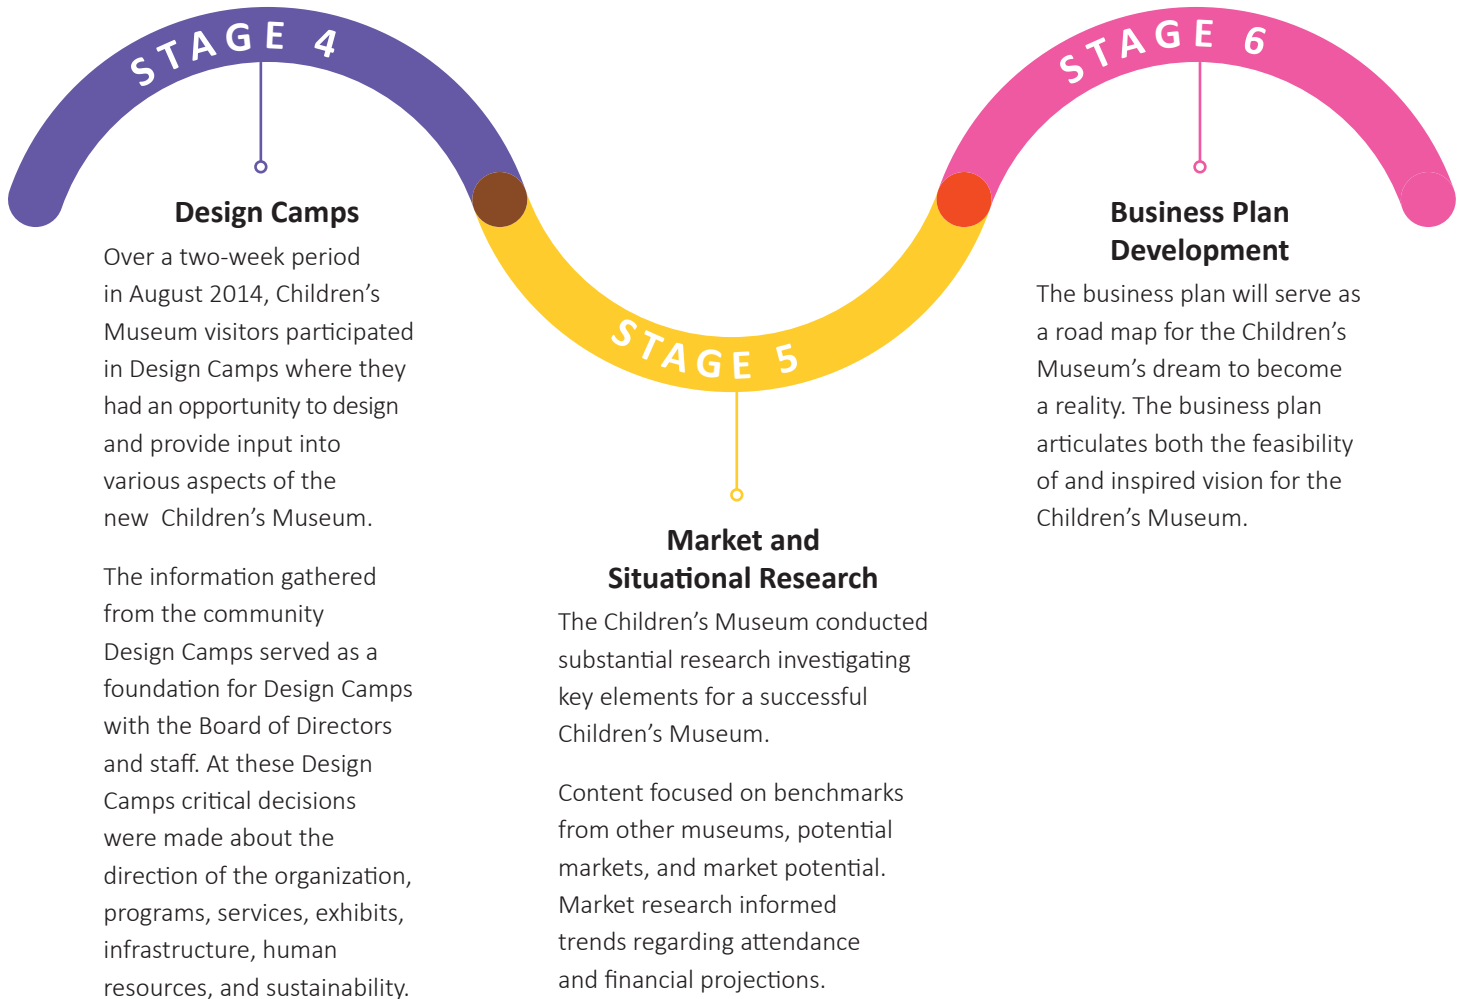 STAGE 4
Design Camps
Over a two-week period
in August 2014, Children’s
Museum visitors participated
in Design Camps where they
had an opportunity to design
and provide input into
various aspects of the
new  Children’s Museum.
The information gathered
from the community
Design Camps served as a
foundation for Design Camps
with the Board of Directors
and staff. At these Design
Camps critical decisions
were made about the
direction of the organization,
programs, services, exhibits,
infrastructure, human
resources, and sustainability.
STAGE 5
Market and
Situational Research
The Children’s Museum conducted
substantial research investigating
key elements for a successful
Children’s Museum.
Content focused on benchmarks
from other museums, potential
markets, and market potential.
Market research informed
trends regarding attendance
and financial projections.
STAGE 6
Business Plan
Development
The business plan will serve as
a road map for the Children’s
Museum’s dream to become
a reality. The business plan
articulates both the feasibility
of and inspired vision for the
Children’s Museum.